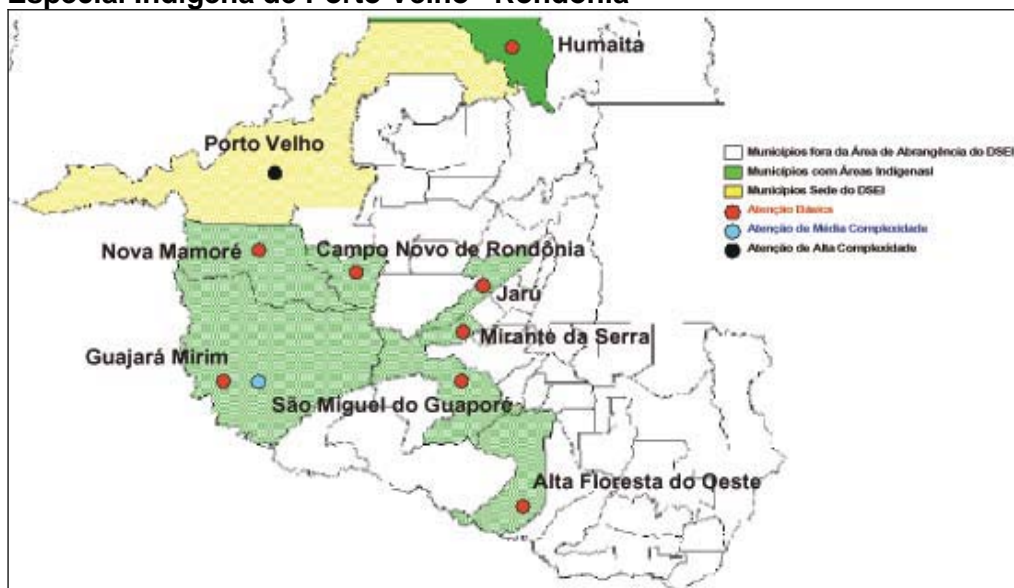 Especial Indígena de Porto Velho - Rondônia
Humaita
Porto Velho
Municípios fora da Área de Abrangência do DSEI
Municípios com Áreas Indígenasl
Municípios Sede do DSEI
Atenção Básica
Atenção de Média Complexidade
Atenção de Alta Complexidade
Nova Mamoré
Campo Novo de Rondônia
Jarú
Mirante da Serra
Guajará Mirim
São Miguel do Guaporé
Alta Floresta do Oeste